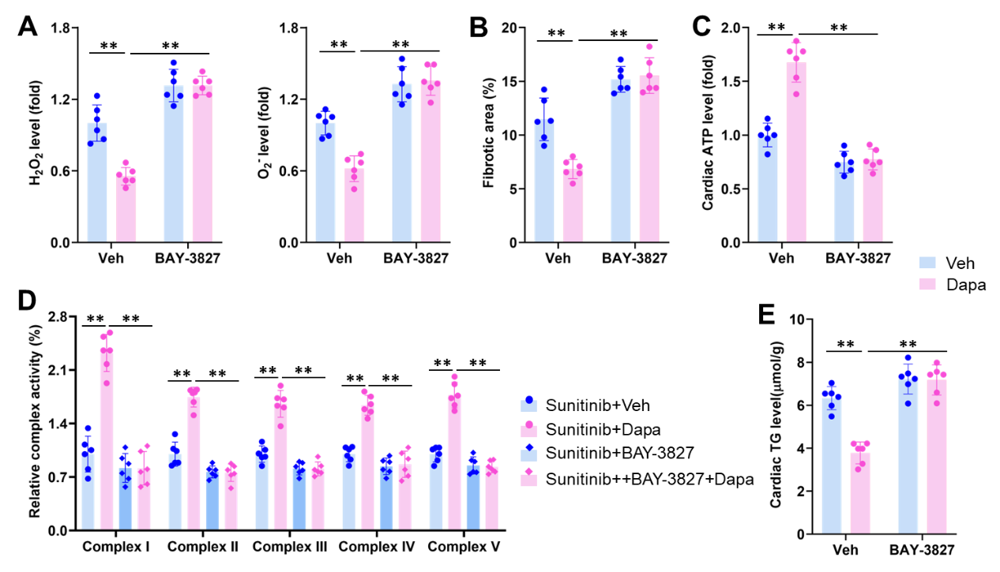 A
H₂O₂ level (fold)
1.8
1.2
0.6
0.0
**
**
Veh
BAY-3827
O₂⁻ level (fold)
1.8
1.2
0.6
0.0
**
**
Veh
BAY-3827
B
Fibrotic area (%)
20
15
10
5
0
**
**
Veh
BAY-3827
C
Cardiac ATP level (fold)
2.0
1.5
1.0
0.5
0.0
**
**
Veh
BAY-3827
Veh
Dapa
D
Relative complex activity (%)
2.8
2.1
1.4
0.7
0.0
**
**
**
**
**
**
**
**
**
**
Complex I
Complex II
Complex III
Complex IV
Complex V
Sunitinib+Veh
Sunitinib+Dapa
Sunitinib+BAY-3827
Sunitinib++BAY-3827+Dapa
E
Cardiac TG level(μmol/g)
10
8
6
4
2
0
**
**
Veh
BAY-3827